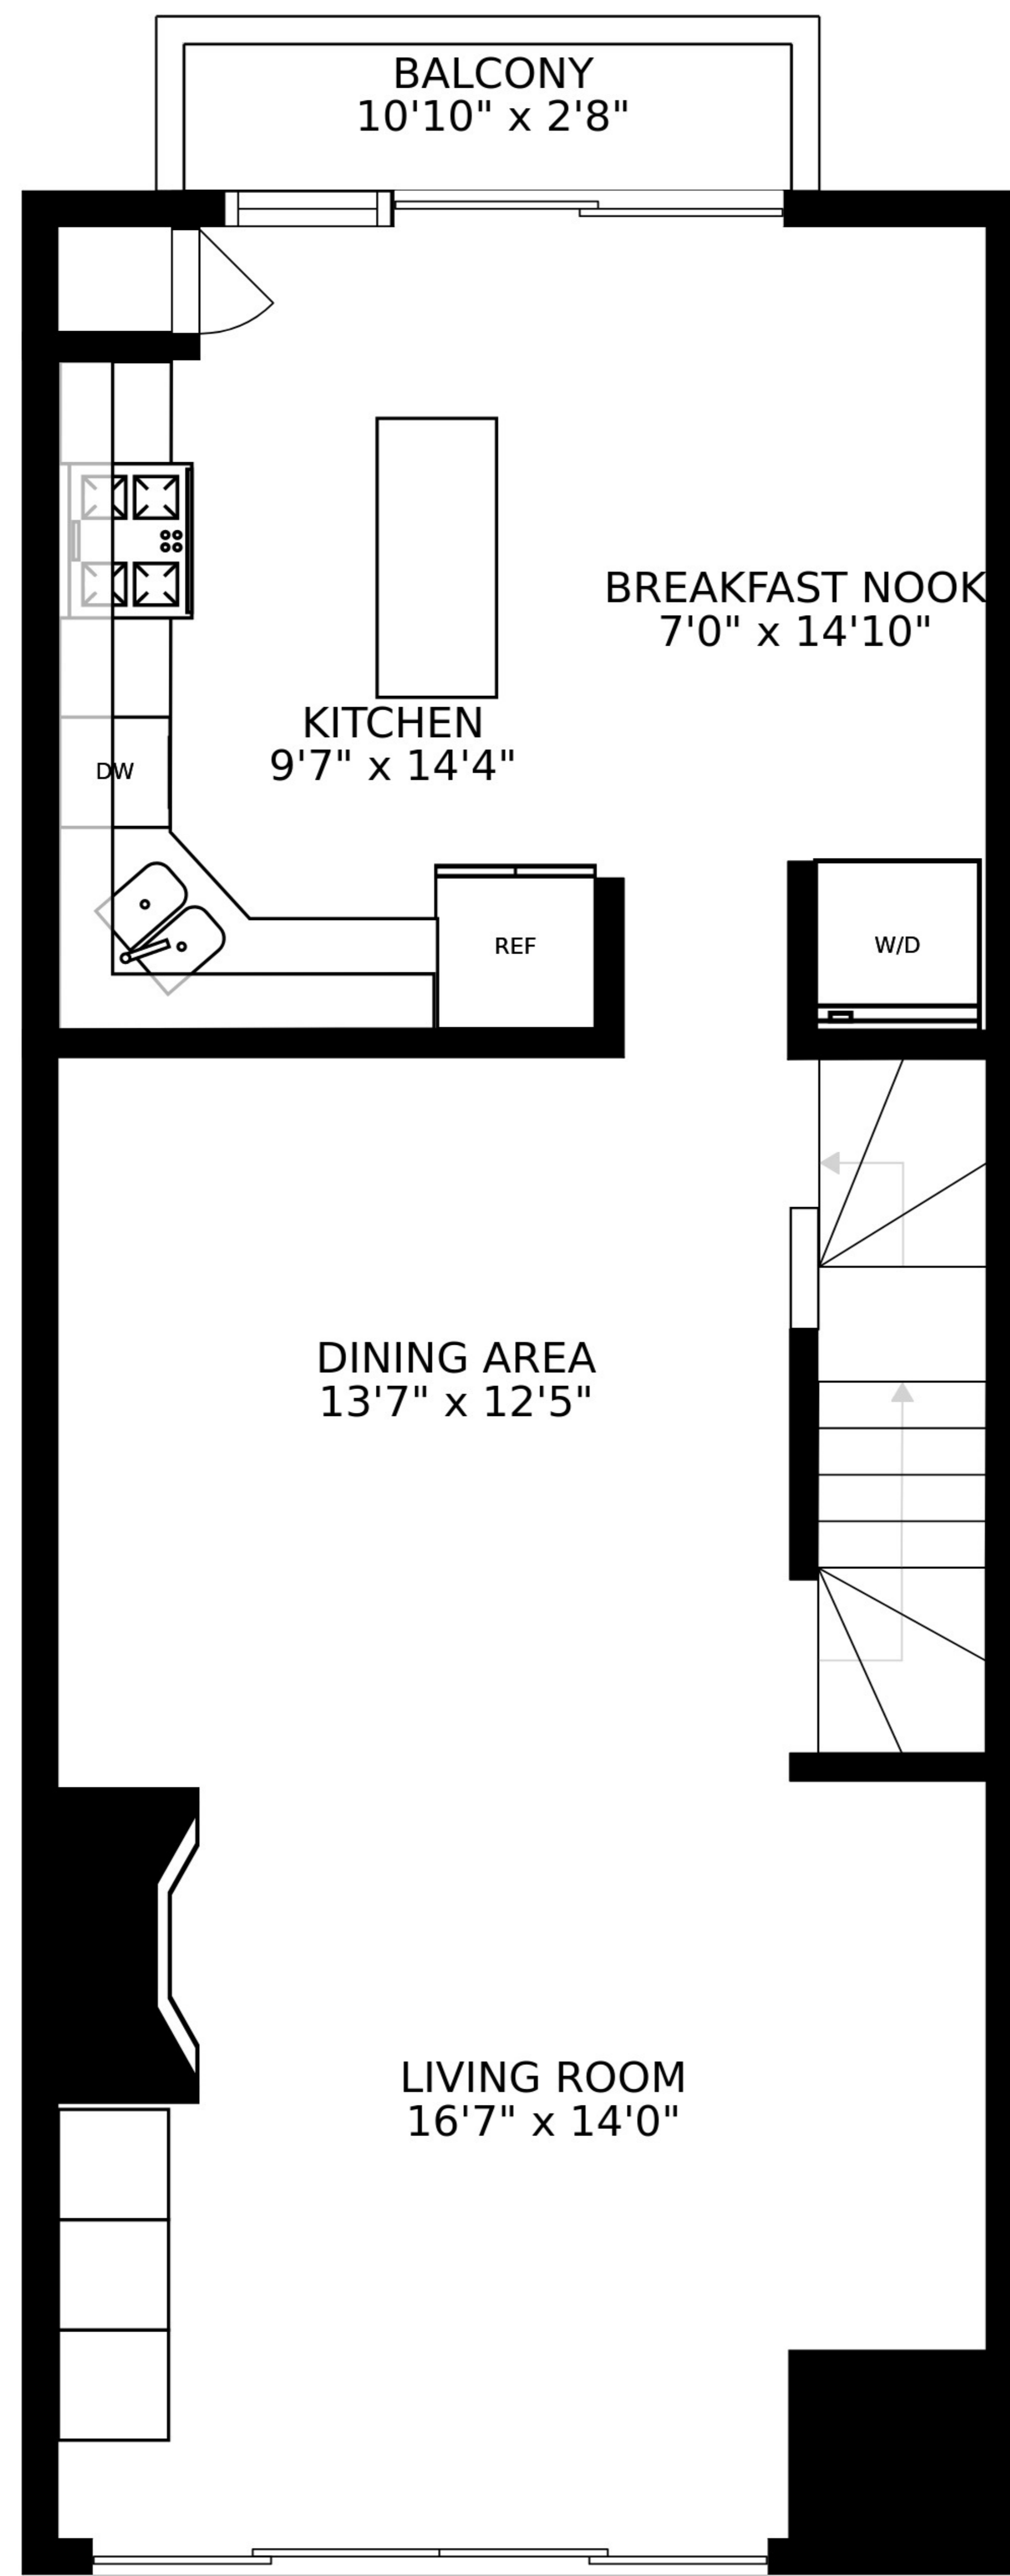 BALCONY
10'10" x 2'8"
BREAKFAST NOOK
7'0" x 14'10"
KITCHEN
9'7" x 14'4"
DW
REF
W/D
DINING AREA
13'7" x 12'5"
LIVING ROOM
16'7" x 14'0"